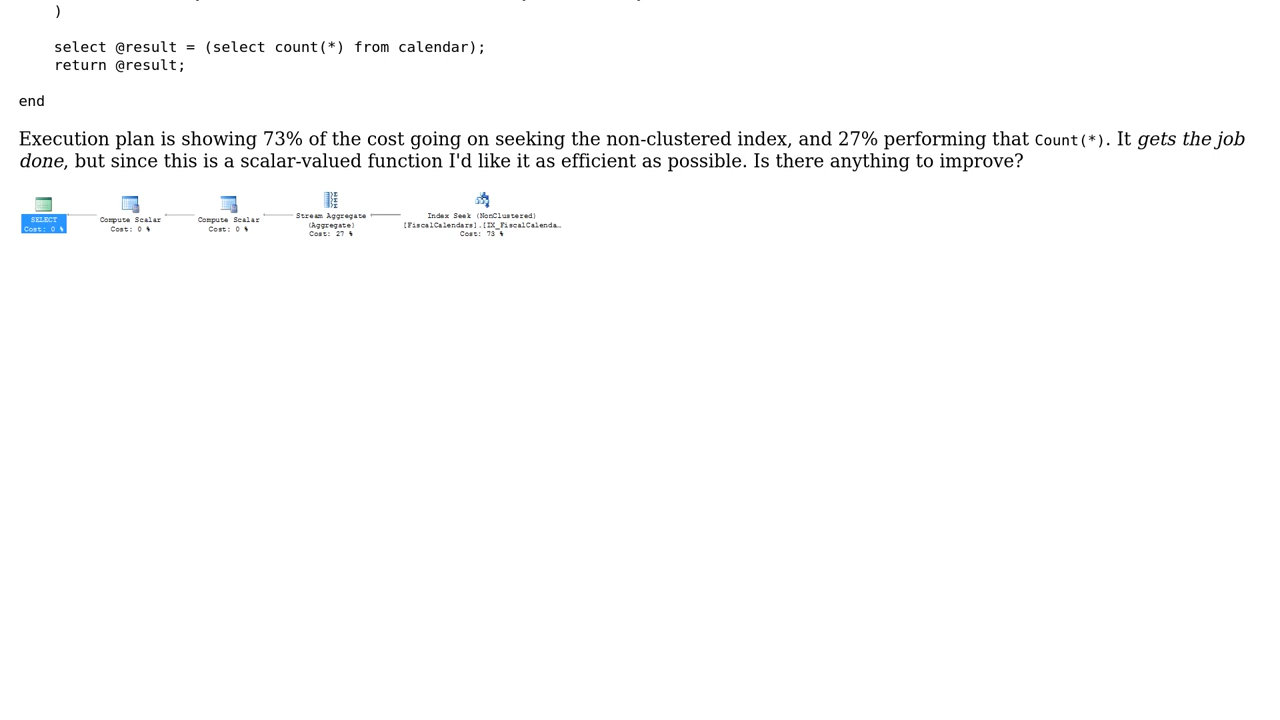 )
select @result = (select count(*) from calendar);
return @result;
end
Execution plan is showing 73% of the cost going on seeking the non-clustered index, and 27% performing that Count(*). It gets the job
done, but since this is a scalar-valued function I'd like it as efficient as possible. Is there anything to improve?
SELECT
Cost: 0 %
Compute Scalar
Cost: 0 %
Compute Scalar
Cost: 0 %
Stream Aggregate
(Aggregate)
Cost: 27 %
Index Seek (NonClustered)
[FiscalCalendars].[IX_FiscalCalenda…
Cost: 73 %